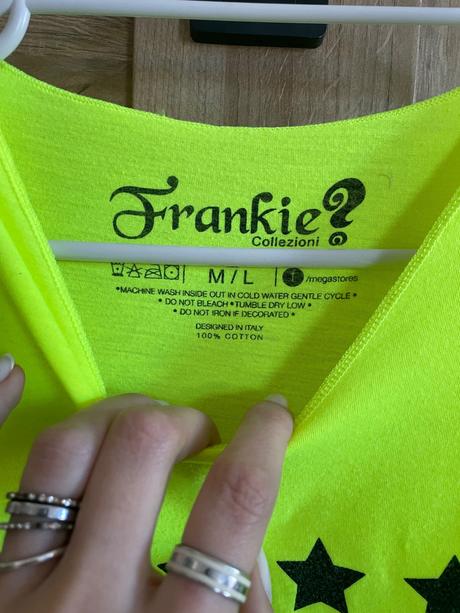 Frankie?
Collezioni
M/L f/megastores
•MACHINE WASH INSIDE OUT IN COLD WATER GENTLE CYCLE •
• DO NOT BLEACH •TUMBLE DRY LOW •
• DO NOT IRON IF DECORATED •
DESIGNED IN ITALY
100% COTTON